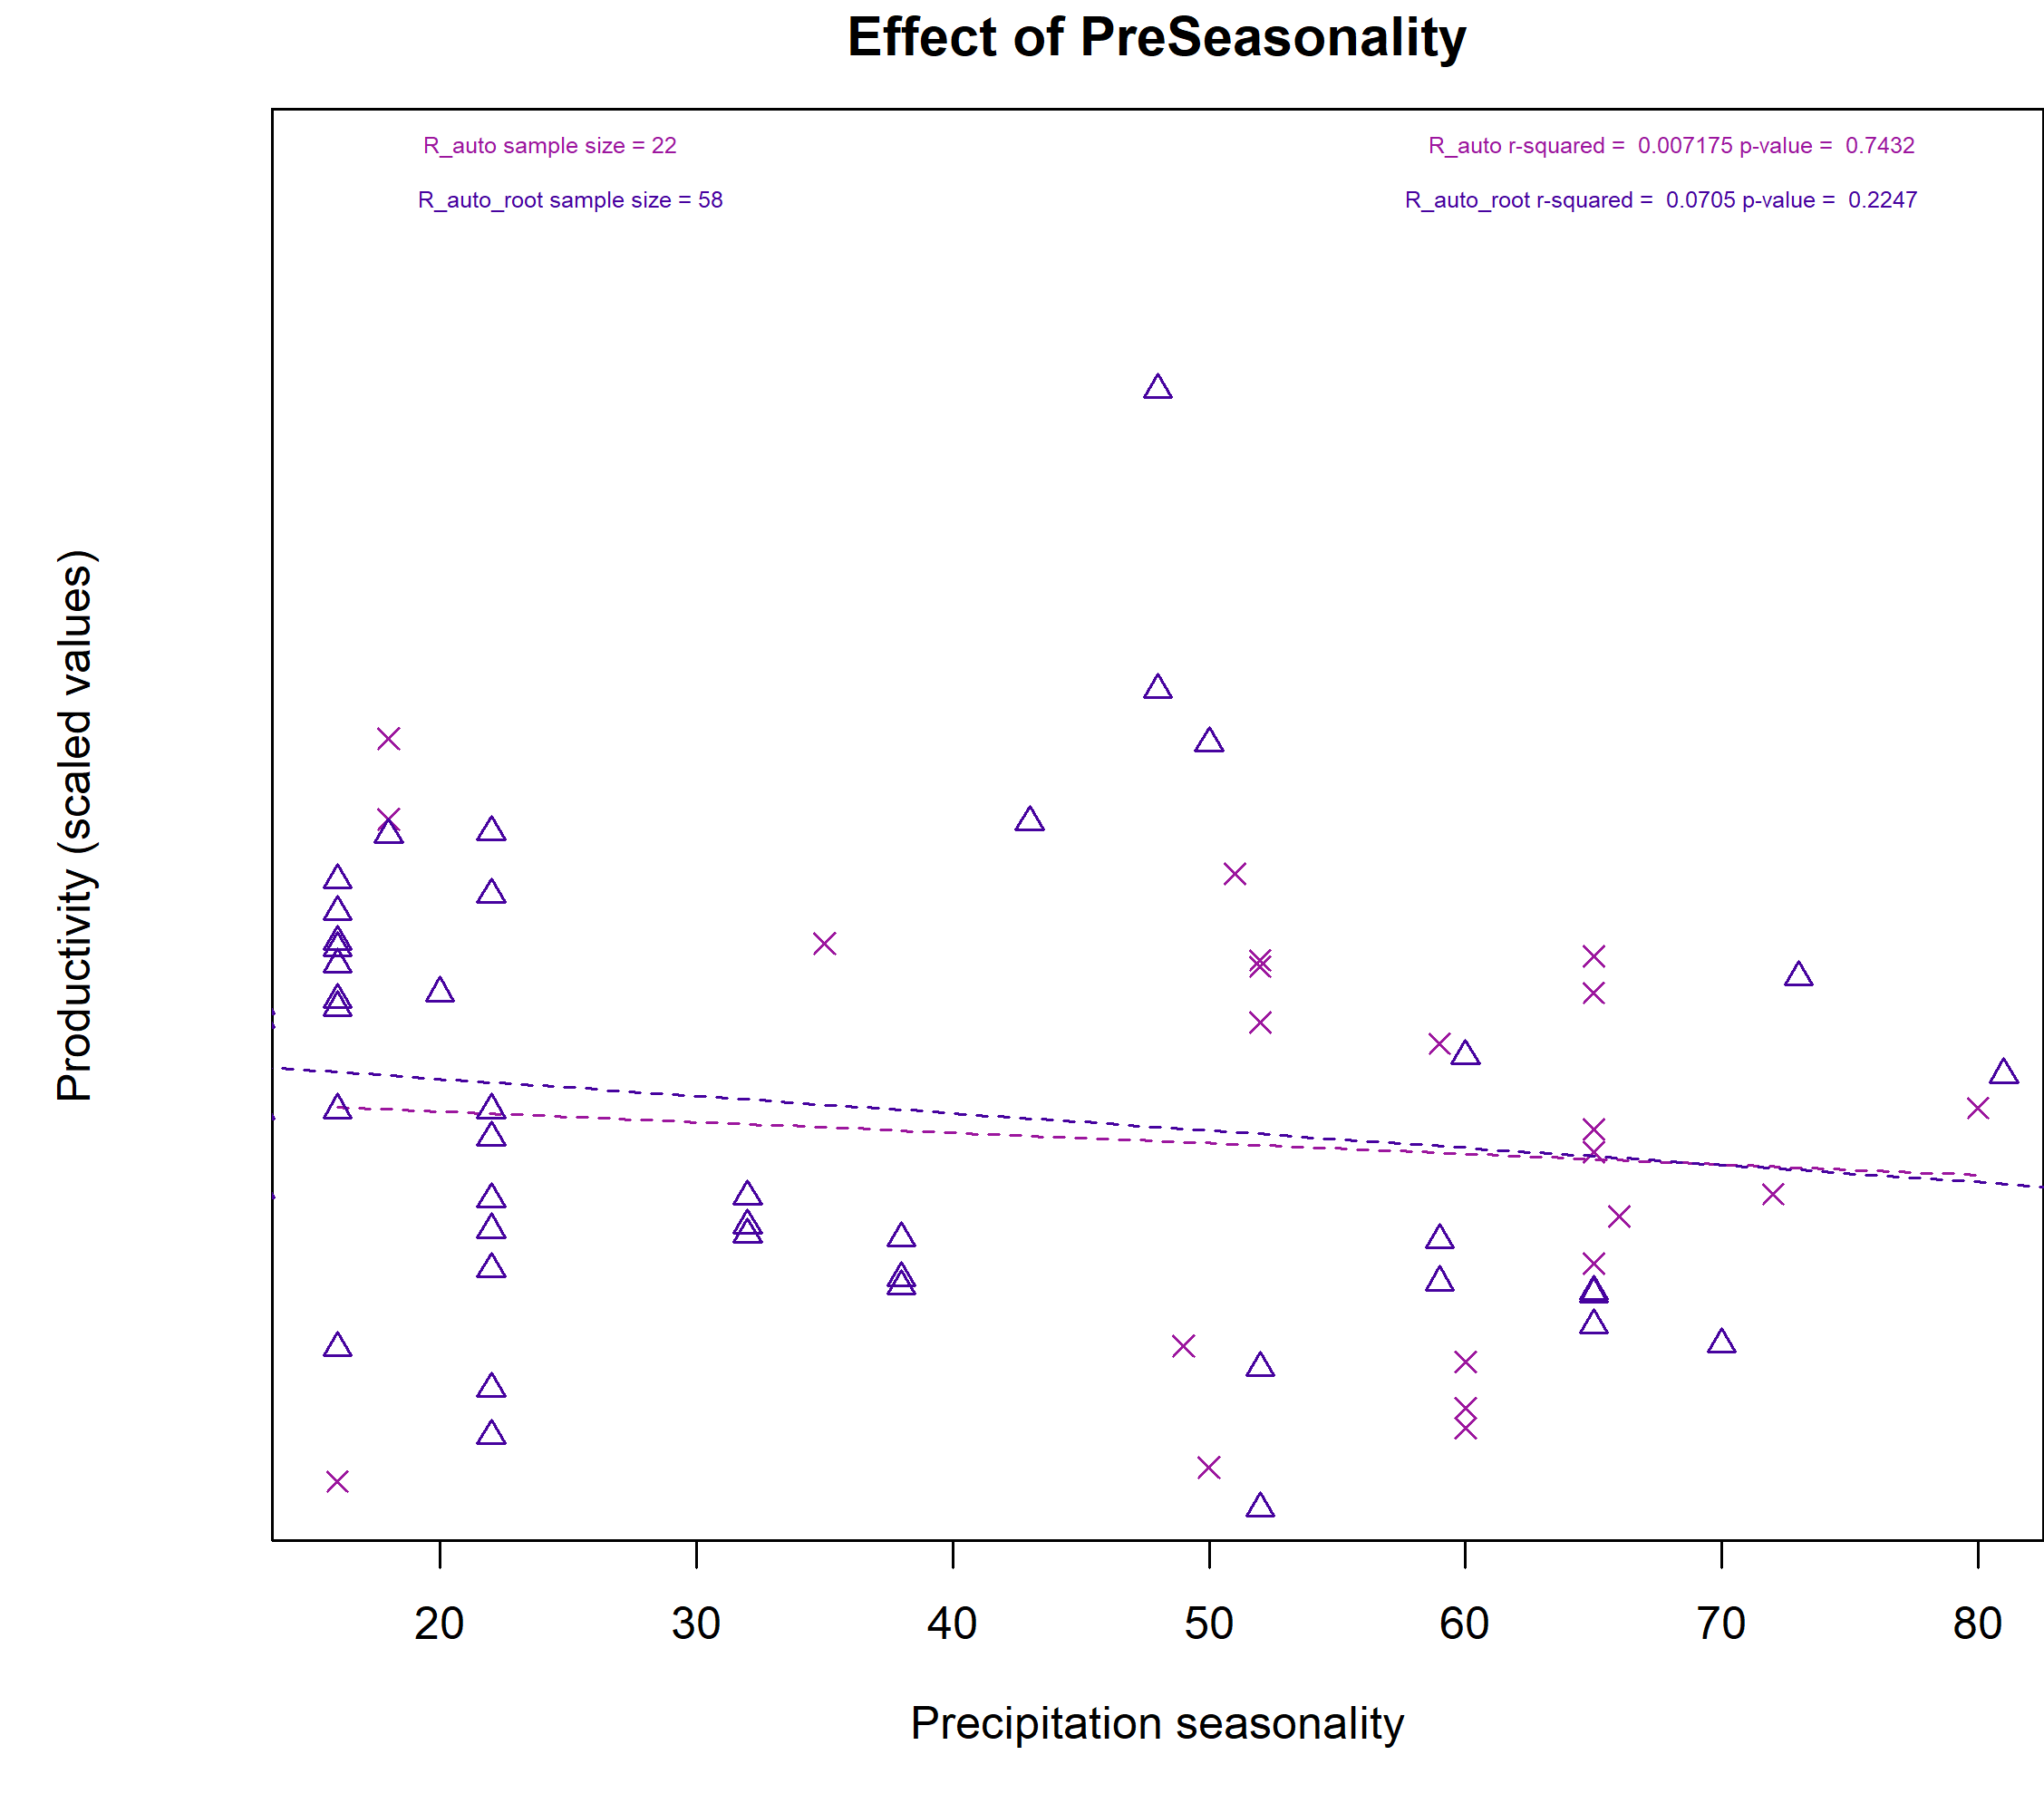 Effect of PreSeasonality
R_auto sample size = 22
R_auto r-squared =  0.007175 p-value =  0.7432
R_auto_root sample size = 58
R_auto_root r-squared =  0.0705 p-value =  0.2247
Productivity (scaled values)
20 30 40 50 60 70 80
Precipitation seasonality